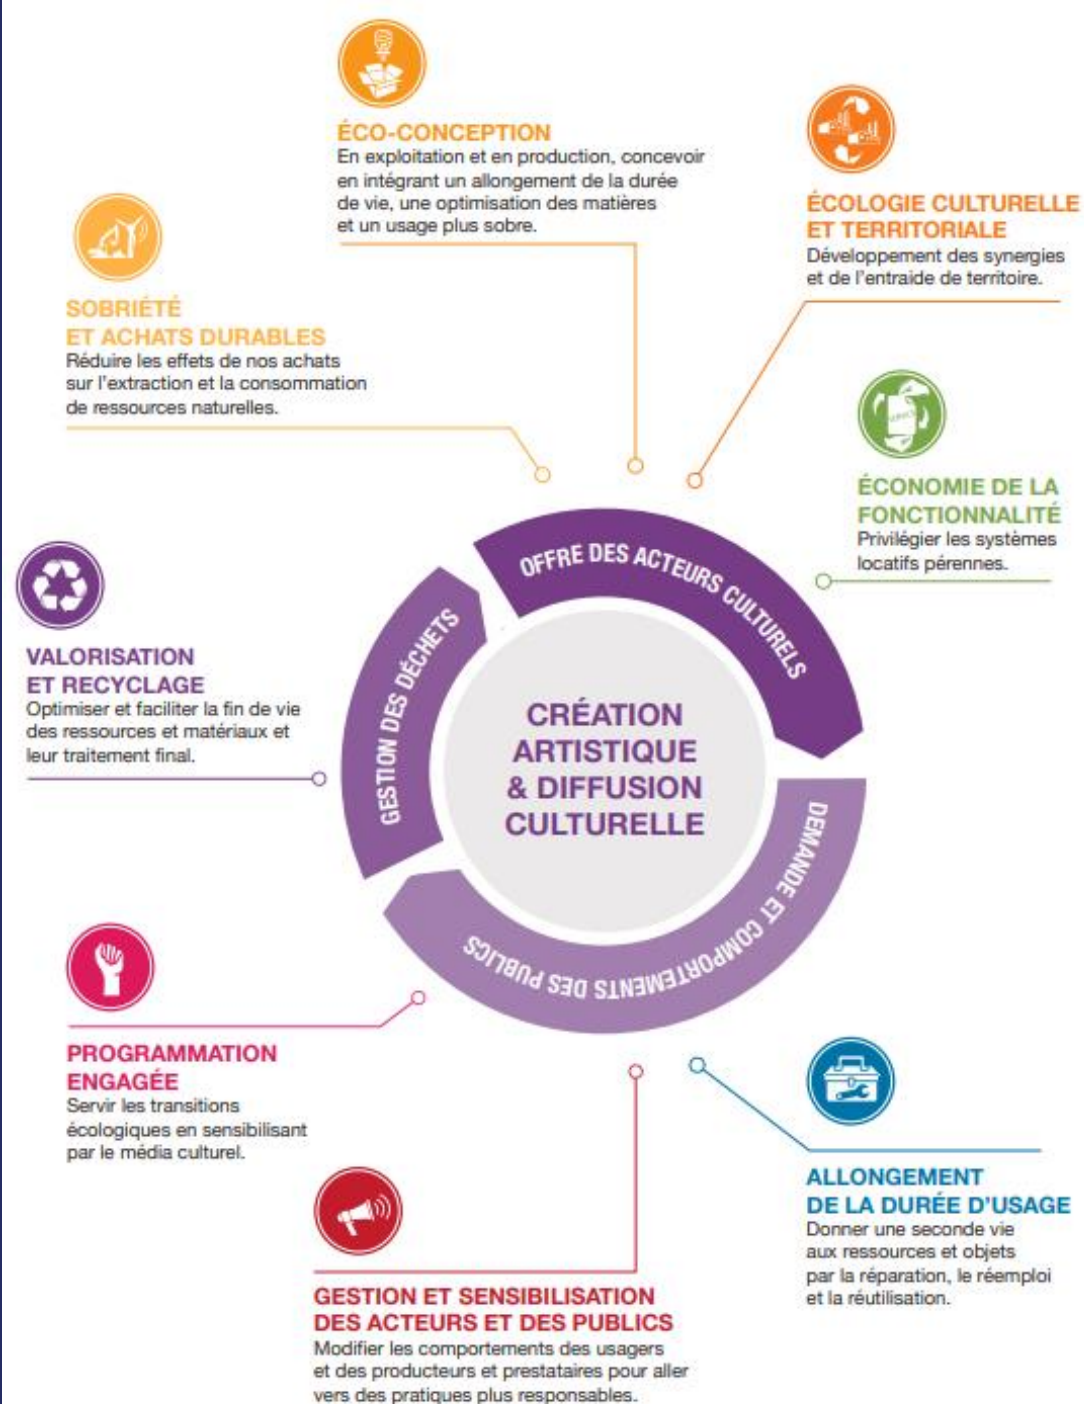 ÉCO-CONCEPTION
En exploitation et en production, concevoir
en intégrant un allongement de la durée
de vie, une optimisation des matières
et un usage plus sobre.
ÉCOLOGIE CULTURELLE
ET TERRITORIALE
Développement des synergies
et de l'entraide de territoire.
SOBRIÉTÉ
ET ACHATS DURABLES
Réduire les effets de nos achats
sur l'extraction et la consommation
de ressources naturelles.
SERVICE
ÉCONOMIE DE LA
FONCTIONNALITÉ
Privilégier les systèmes
locatifs pérennes.
OFFRE DES ACTEURS CULTURELS
DEMANDE ET COMPORTEMENTS DES PUBLICS
GESTION DES DÉCHETS
CRÉATION
ARTISTIQUE
& DIFFUSION
CULTURELLE
VALORISATION
ET RECYCLAGE
Optimiser et faciliter la fin de vie
des ressources et matériaux et
leur traitement final.
PROGRAMMATION
ENGAGÉE
Servir les transitions
écologiques en sensibilisant
par le média culturel.
ALLONGEMENT
DE LA DURÉE D'USAGE
Donner une seconde vie
aux ressources et objets
par la réparation, le réemploi
et la réutilisation.
GESTION ET SENSIBILISATION
DES ACTEURS ET DES PUBLICS
Modifier les comportements des usagers
et des producteurs et prestataires pour aller
vers des pratiques plus responsables.